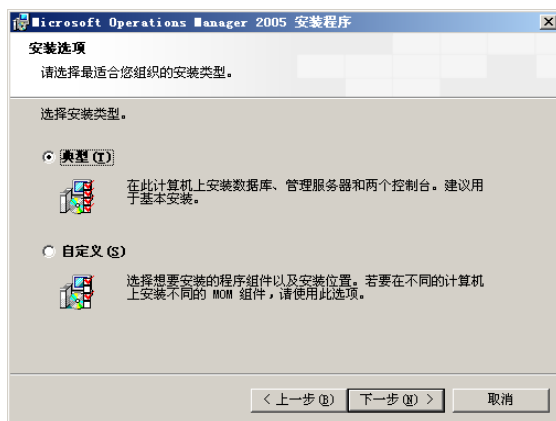 Microsoft Operations Manager 2005 安装程序
安装选项
请选择最适合您组织的安装类型。
选择安装类型。
典型(T)
在此计算机上安装数据库、管理服务器和两个控制台。建议用
于基本安装。
自定义(S)
选择想要安装的程序组件以及安装位置。若要在不同的计算机
上安装不同的 MOM 组件，请使用此选项。
< 上一步(B)
下一步(N) >
取消